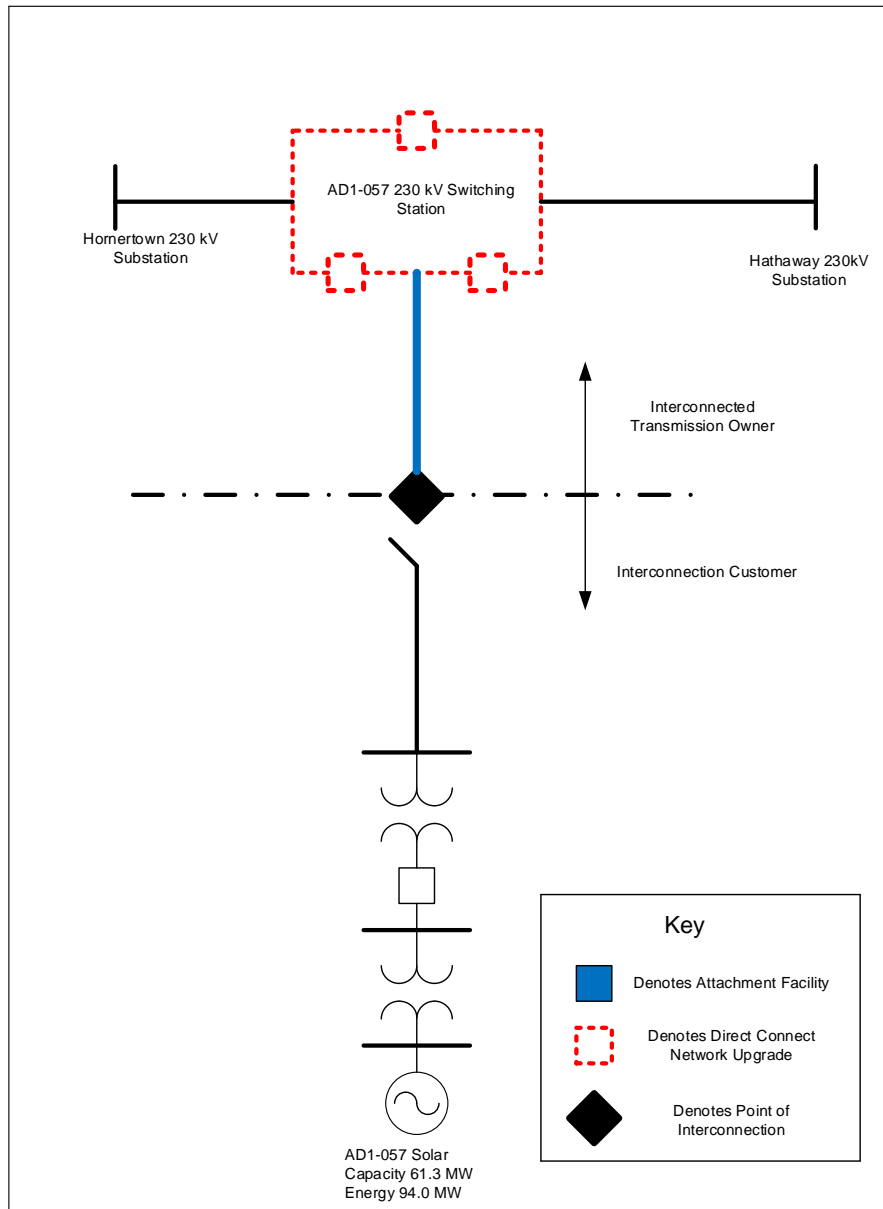 AD1-057 230 kV Switching
Station
Hornertown 230 kV
Substation
Hathaway 230kV
Substation
Interconnected
Transmission Owner
Interconnection Customer
Key
Denotes Attachment Facility
Denotes Direct Connect
Network Upgrade
Denotes Point of
Interconnection
AD1-057 Solar
Capacity 61.3 MW
Energy 94.0 MW